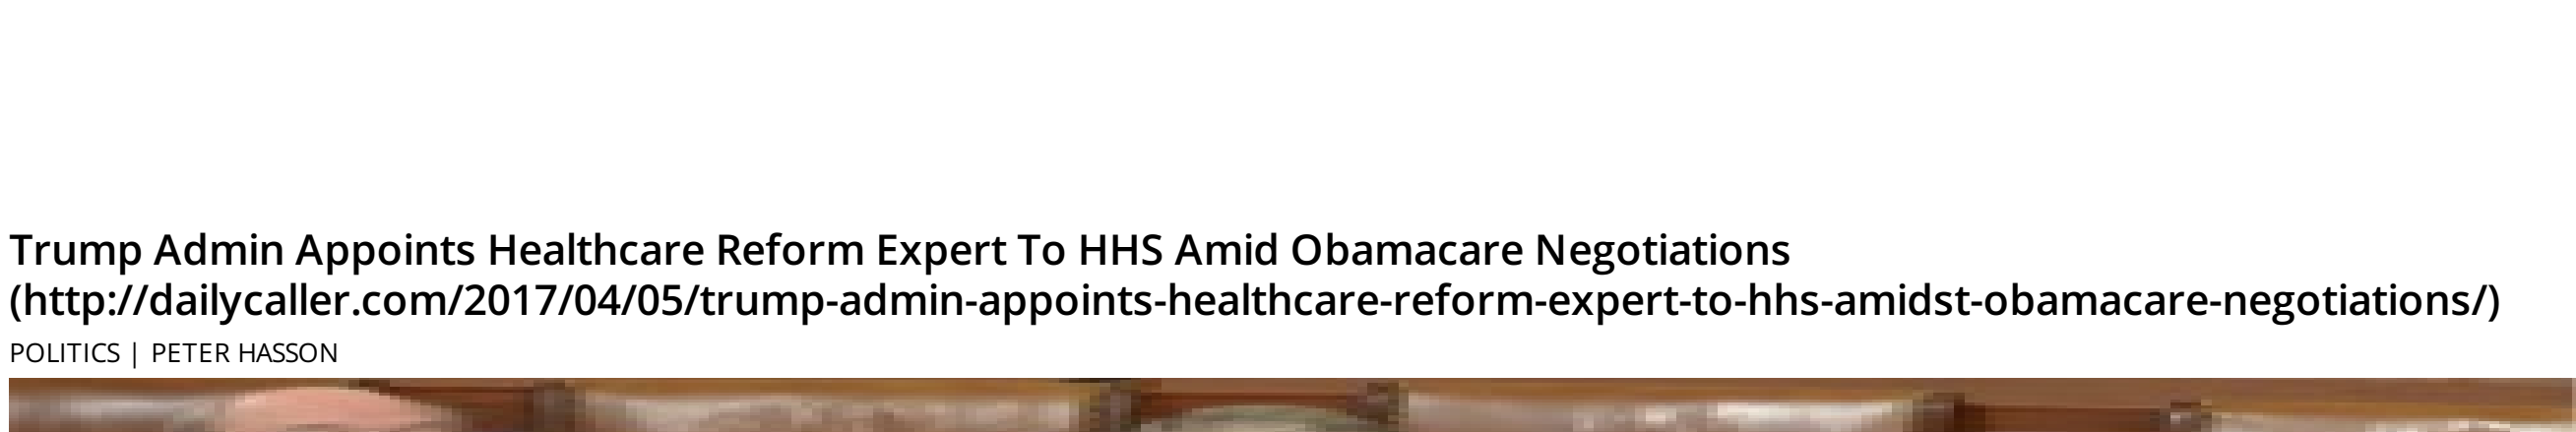 Trump Admin Appoints Healthcare Reform Expert To HHS Amid Obamacare Negotiations
(http://dailycaller.com/2017/04/05/trump-admin-appoints-healthcare-reform-expert-to-hhs-amidst-obamacare-negotiations/)
POLITICS | PETER HASSON